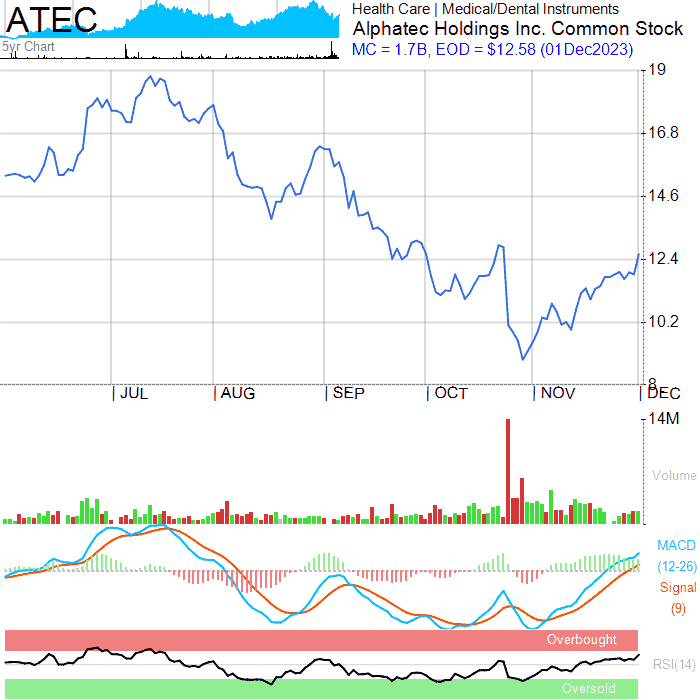 ATEC
5yr Chart
Health Care | Medical/Dental Instruments
Alphatec Holdings Inc. Common Stock
MC = 1.7B, EOD = $12.58 (01Dec2023)
19
16.8
14.6
12.4
10.2
8
JUL
AUG
SEP
OCT
NOV
DEC
14M
Volume
MACD
(12-26)
Signal
(9)
Overbought
RSI(14)
Oversold